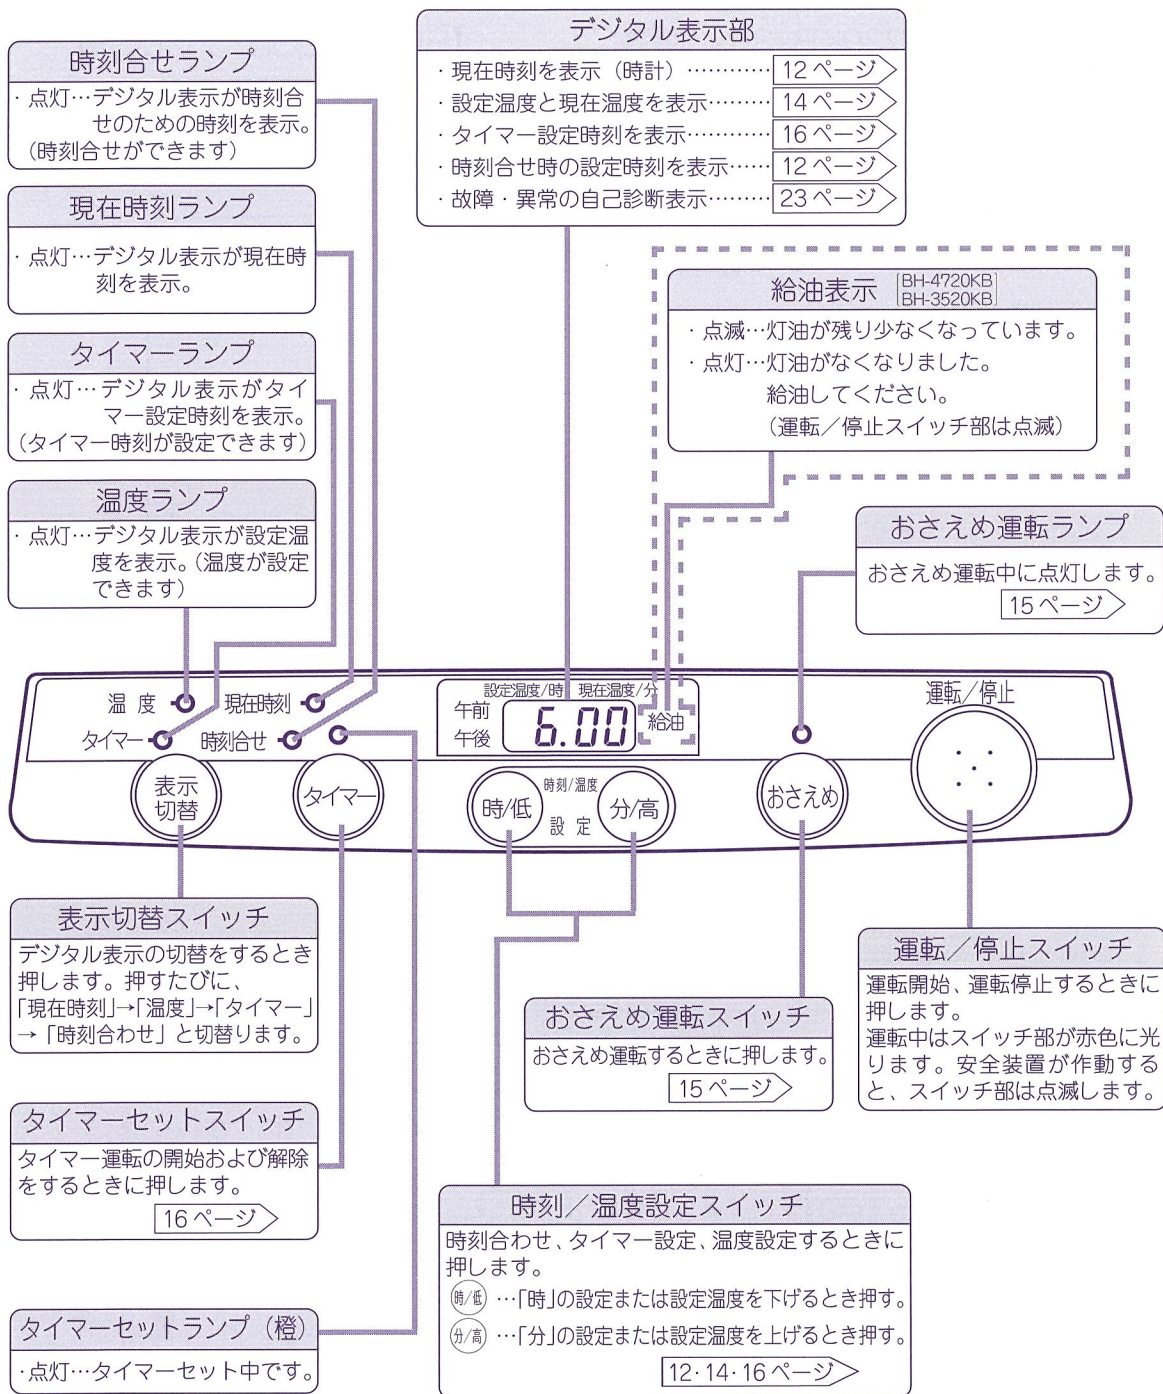 時刻合せランプ
・点灯…デジタル表示が時刻合
せのための時刻を表示。
(時刻合せができます)
現在時刻ランプ
・点灯…デジタル表示が現在時
刻を表示。
タイマーランプ
・点灯…デジタル表示がタイ
マー設定時刻を表示。
(タイマー時刻が設定できます)
温度ランプ
・点灯…デジタル表示が設定温
度を表示。(温度が設定
できます)
デジタル表示部
・現在時刻を表示(時計)…………12ページ
・設定温度と現在温度を表示………14ページ
・タイマー設定時刻を表示…………16ページ
・時刻合せ時の設定時刻を表示……12ページ
・故障・異常の自己診断表示………23ページ
給油表示 [BH-4720KB
BH-3520KB]
・点滅…灯油が残り少なくなっています。
・点灯…灯油がなくなりました。
給油してください。
(運転/停止スイッチ部は点滅)
おさえめ運転ランプ
おさえめ運転中に点灯します。
15ページ
温度
現在時刻
タイマー
時刻合せ
設定温度/時 現在温度/分
午前
午後
6.00
給油
運転/停止
表示
切替
タイマー
時/低
時刻/温度
設定
分/高
おさえめ
表示切替スイッチ
デジタル表示の切替をするとき
押します。押すたびに、
「現在時刻」→「温度」→「タイマー」
→「時刻合わせ」と切替ります。
タイマーセットスイッチ
タイマー運転の開始および解除
をするときに押します。
16ページ
タイマーセットランプ(橙)
・点灯…タイマーセット中です。
おさえめ運転スイッチ
おさえめ運転するときに押します。
15ページ
運転/停止スイッチ
運転開始、運転停止するときに
押します。
運転中はスイッチ部が赤色に光
ります。安全装置が作動する
と、スイッチ部は点滅します。
時刻/温度設定スイッチ
時刻合わせ、タイマー設定、温度設定するときに
押します。
時/低 …「時」の設定または設定温度を下げるとき押す。
分/高 …「分」の設定または設定温度を上げるとき押す。
12・14・16ページ